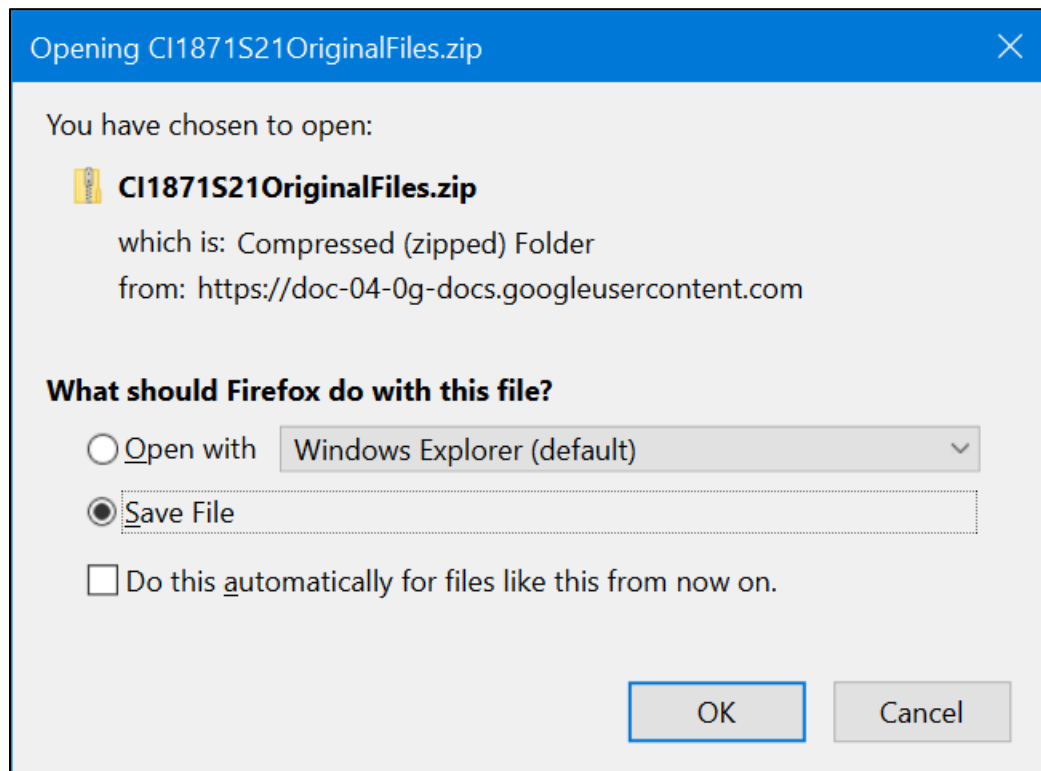 Opening CI1871S21OriginalFiles.zip
You have chosen to open:
CI1871S21OriginalFiles.zip
which is: Compressed (zipped) Folder
from: https://doc-04-0g-docs.googleusercontent.com
What should Firefox do with this file?
Open with Windows Explorer (default)
Save File
Do this automatically for files like this from now on.
OK Cancel